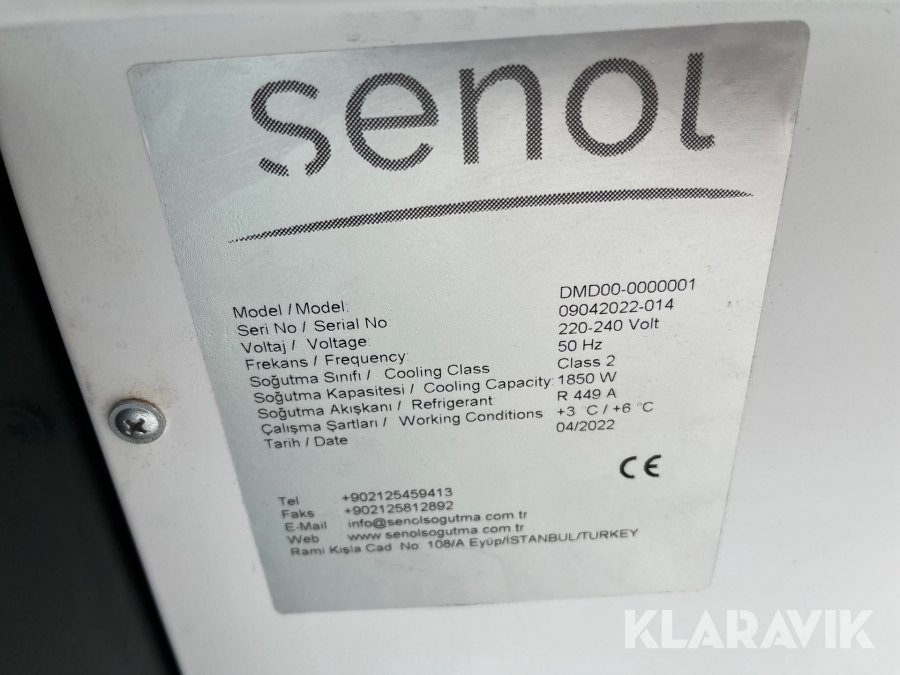 şenol
Model / Model: DMD00-0000001
Seri No / Serial No 09042022-014
Voltaj / Voltage: 220-240 Volt
Frekans / Frequency: 50 Hz
Soğutma Sınıfı / Cooling Class Class 2
Soğutma Kapasitesi / Cooling Capacity: 1850 W
Soğutma Akışkanı / Refrigerant R 449 A
Çalışma Şartları / Working Conditions +3 °C / +6 °C
Tarih / Date 04/2022
CE
Tel +902125459413
Faks +902125812892
E-Mail info@senolsogutma.com.tr
Web www.senolsogutma.com.tr
Rami Kışla Cad No 108/A Eyüp/İSTANBUL/TURKEY
KLARAVIK